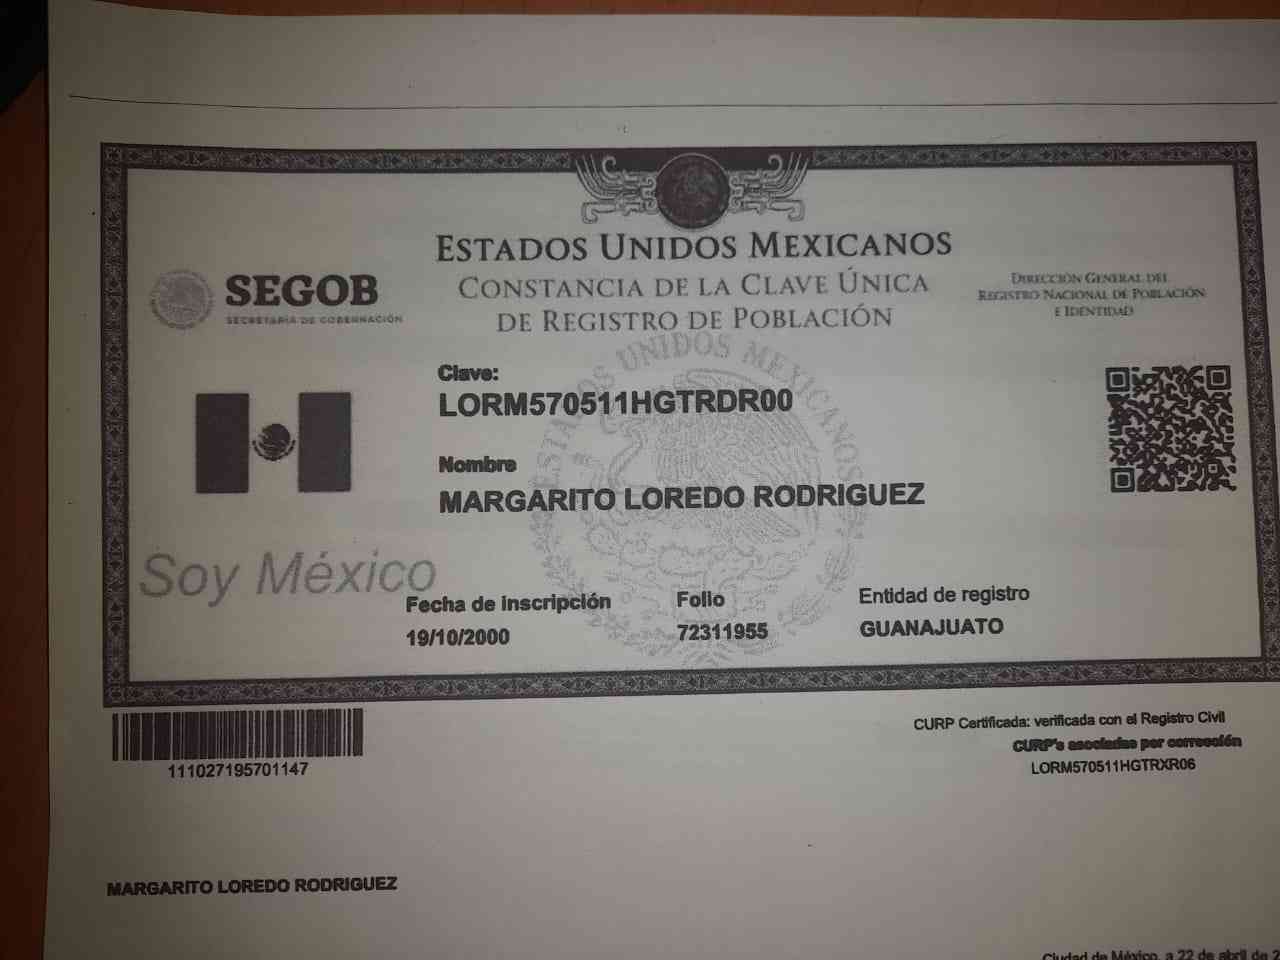 ESTADOS UNIDOS MEXICANOS
CONSTANCIA DE LA CLAVE ÚNICA
DE REGISTRO DE POBLACIÓN
SEGOB
SECRETARÍA DE GOBERNACIÓN
DIRECCIÓN GENERAL DEL
REGISTRO NACIONAL DE POBLACIÓN
E IDENTIDAD
ESTADOS UNIDOS MEXICANOS
Clave:
LORM570511HGTRDR00
Nombre
MARGARITO LOREDO RODRIGUEZ
Soy México
Fecha de inscripción
19/10/2000
Folio
72311955
Entidad de registro
GUANAJUATO
111027195701147
CURP Certificada: verificada con el Registro Civil
CURP's asociadas por corrección
LORM570511HGTRXR06
MARGARITO LOREDO RODRIGUEZ
Ciudad de México, a 22 de abril de